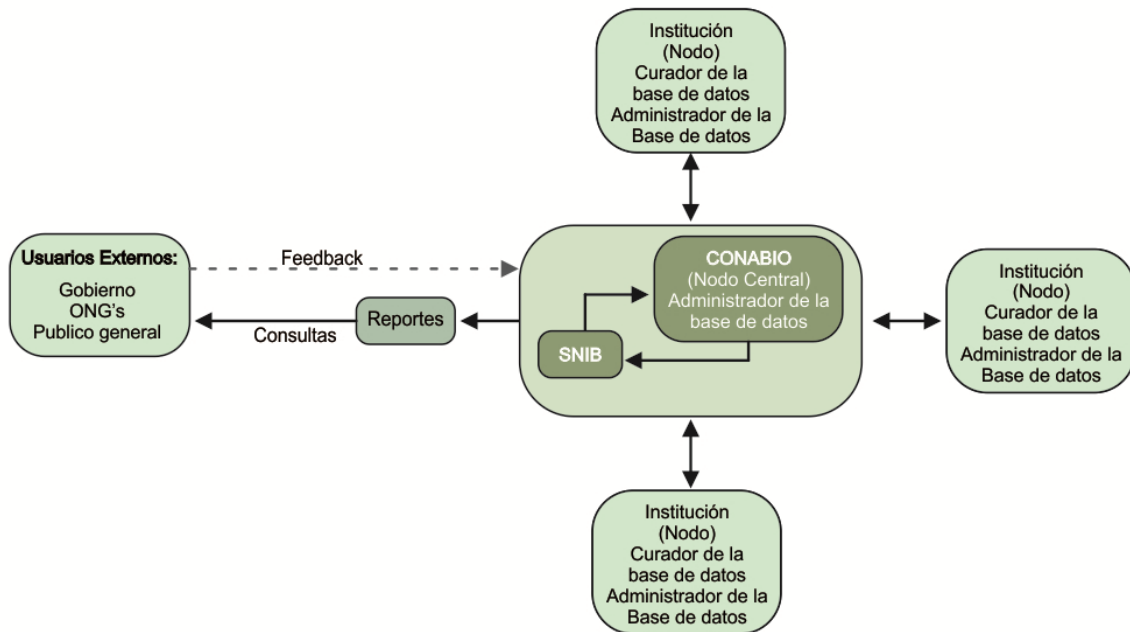 Institución
(Nodo)
Curador de la
base de datos
Administrador de la
Base de datos
Usuarios Externos:
Gobierno
ONG's
Publico general
Feedback
Consultas
Reportes
CONABIO
(Nodo Central)
Administrador de la
base de datos
SNIB
Institución
(Nodo)
Curador de la
base de datos
Administrador de la
Base de datos
Institución
(Nodo)
Curador de la
base de datos
Administrador de la
Base de datos